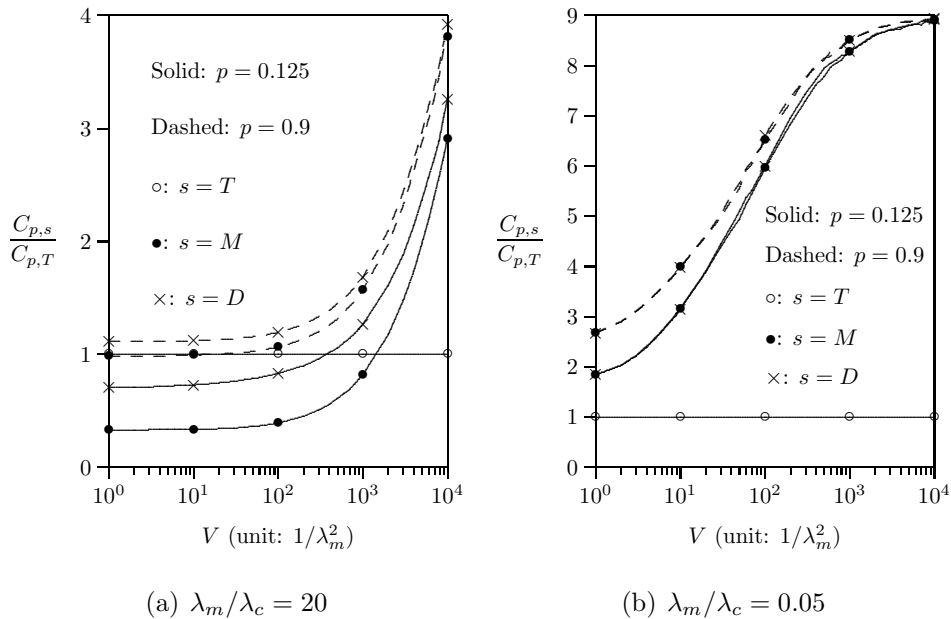 4
3
2
1
0
C_{p,s}
C_{p,T}
Solid: p = 0.125
Dashed: p = 0.9
○: s = T
●: s = M
×: s = D
10^0 10^1 10^2 10^3 10^4
V (unit: 1/λ_m^2)
(a) λ_m/λ_c = 20
9
8
7
6
5
4
3
2
1
0
C_{p,s}
C_{p,T}
Solid: p = 0.125
Dashed: p = 0.9
○: s = T
●: s = M
×: s = D
10^0 10^1 10^2 10^3 10^4
V (unit: 1/λ_m^2)
(b) λ_m/λ_c = 0.05